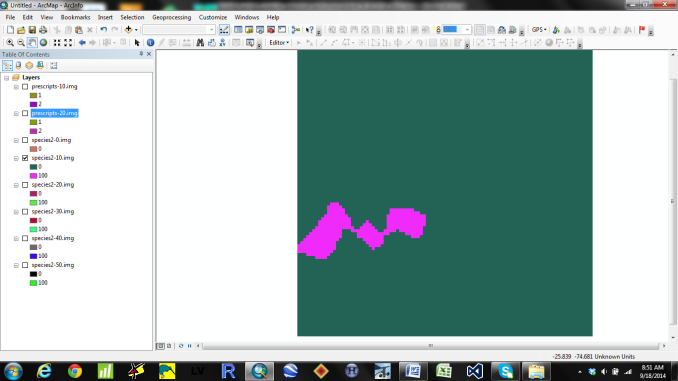 Untitled - ArcMap - ArcInfo
File Edit View Bookmarks Insert Selection Geoprocessing Customize Windows Help
Editor
GPS
Table Of Contents
Layers
prescripts-10.img
1
2
prescripts-20.img
1
2
species2-0.img
0
species2-10.img
0
100
species2-20.img
0
100
species2-30.img
0
100
species2-40.img
0
100
species2-50.img
0
100
-25.839 -74.681 Unknown Units
LV
R
S
8:51 AM
9/18/2014